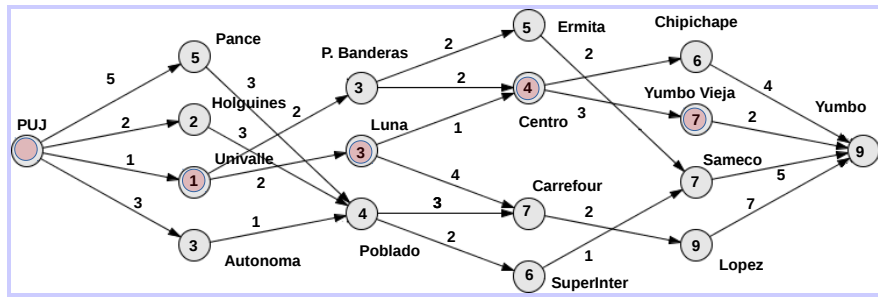 Chipichape
5
Ermita
Pance
2
2
5
P. Banderas
6
4
5
3
3
2
4
Yumbo Vieja
Holguines
Centro
3
7
2
Yumbo
PUJ
2
2
3
2
Luna
1
9
Univalle
3
1
1
2
4
Sameco
7
5
Carrefour
3
4
3
7
2
7
1
3
Poblado
2
9
Autonoma
6
1
SuperInter
Lopez